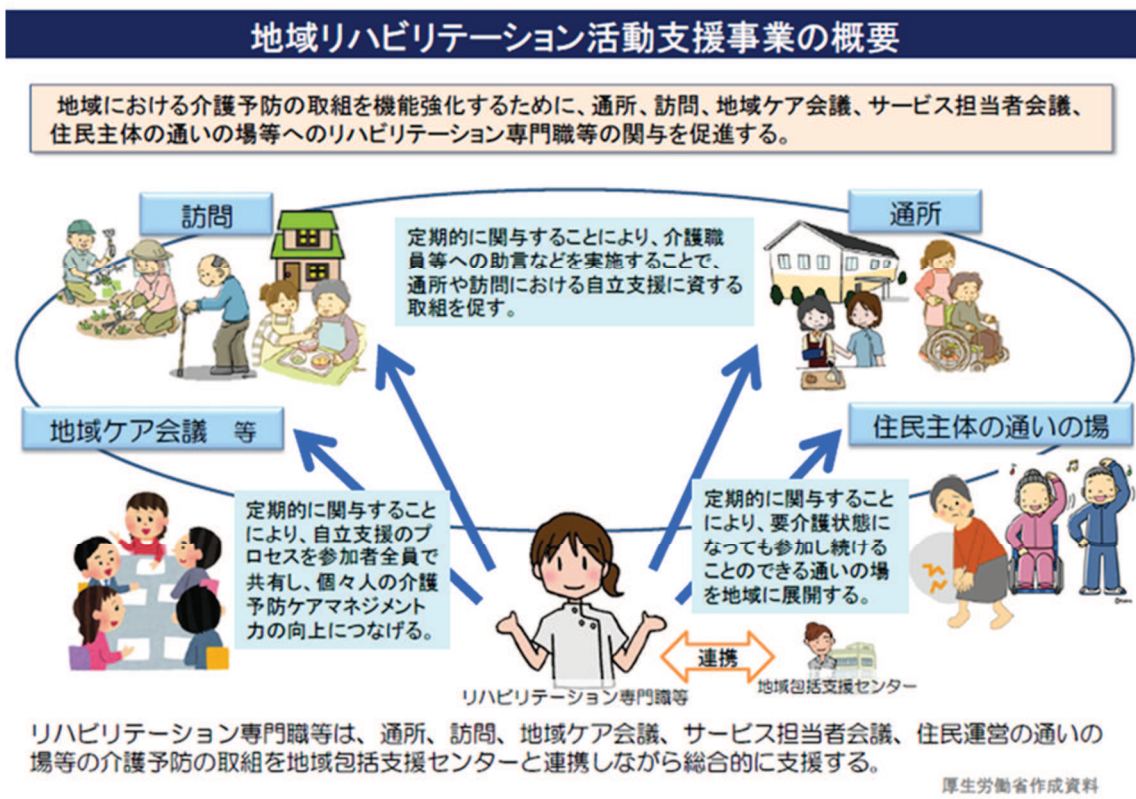 地域リハビリテーション活動支援事業の概要
地域における介護予防の取組を機能強化するために、通所、訪問、地域ケア会議、サービス担当者会議、
住民主体の通いの場等へのリハビリテーション専門職等の関与を促進する。
訪問
通所
定期的に関与することにより、介護職
員等への助言などを実施することで、
通所や訪問における自立支援に資する
取組を促す。
地域ケア会議 等
住民主体の通いの場
定期的に関与すること
により、自立支援のプ
ロセスを参加者全員で
共有し、個々人の介護
予防ケアマネジメント
力の向上につなげる。
定期的に関与すること
により、要介護状態に
なっても参加し続ける
ことのできる通いの場
を地域に展開する。
連携
リハビリテーション専門職等
地域包括支援センター
リハビリテーション専門職等は、通所、訪問、地域ケア会議、サービス担当者会議、住民運営の通いの
場等の介護予防の取組を地域包括支援センターと連携しながら総合的に支援する。
厚生労働省作成資料